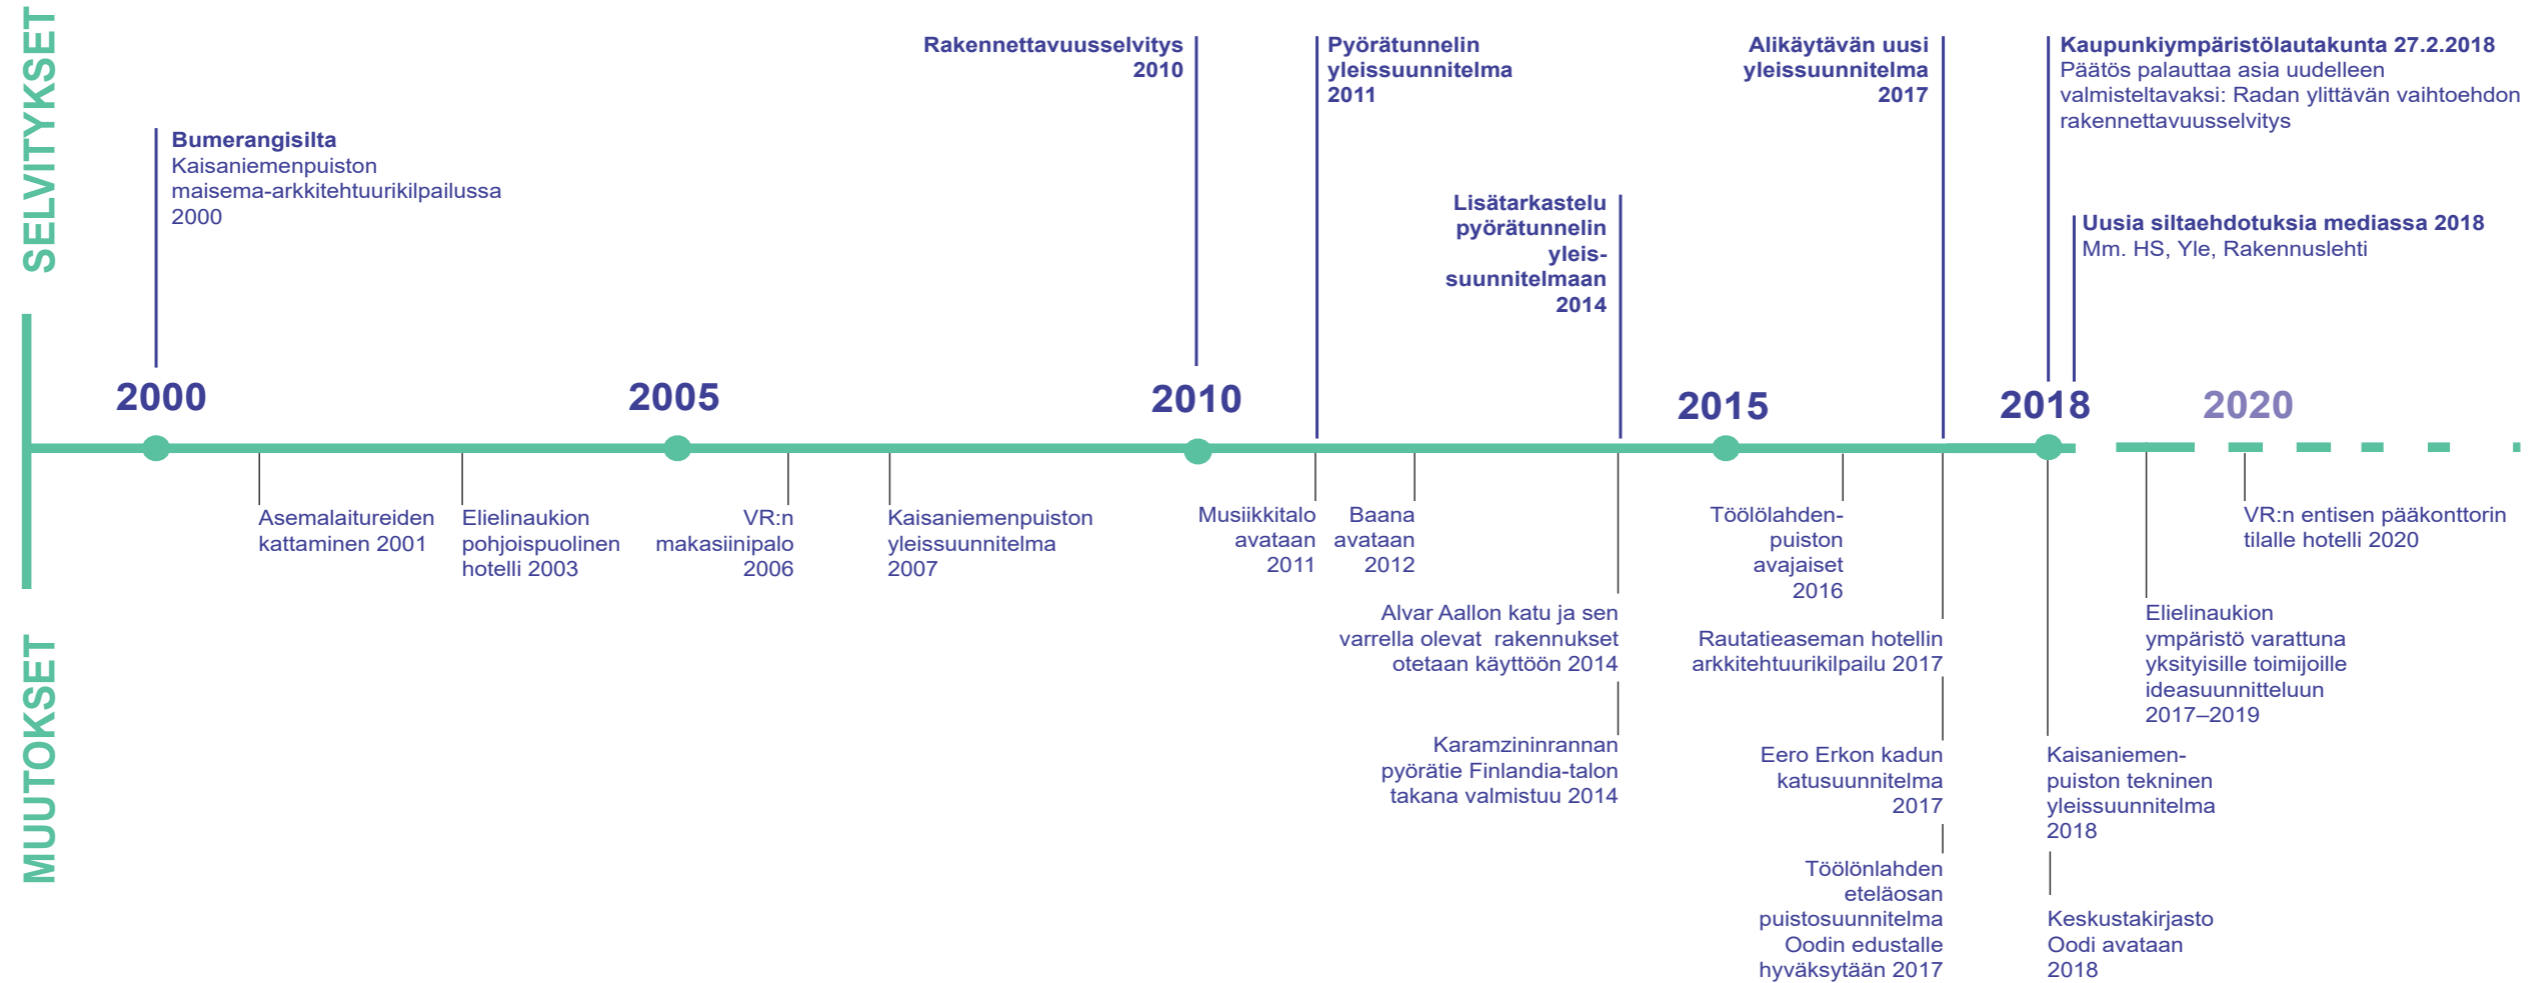 SELVITYKSET
Rakennettavuusselvitys
2010
Pyörätunnelin
yleissuunnitelma
2011
Alikäytävän uusi
yleissuunnitelma
2017
Kaupunkiympäristölautakunta 27.2.2018
Päätös palauttaa asia uudelleen
valmisteltavaksi: Radan ylittävän vaihtoehdon
rakennettavuusselvitys
Bumerangisilta
Kaisaniemenpuiston
maisema-arkkitehtuurikilpailussa
2000
Lisätarkastelu
pyörätunnelin
yleis-
suunnitelmaan
2014
Uusia siltaehdotuksia mediassa 2018
Mm. HS, Yle, Rakennuslehti
2000
2005
2010
2015
2018
2020
MUUTOKSET
Asemalaitureiden
kattaminen 2001
Elielinaukion
pohjoispuolinen
hotelli 2003
VR:n
makasiinipalo
2006
Kaisaniemenpuiston
yleissuunnitelma
2007
Musiikkitalo
avataan
2011
Baana
avataan
2012
Alvar Aallon katu ja sen
varrella olevat rakennukset
otetaan käyttöön 2014
Karamzininrannan
pyörätie Finlandia-talon
takana valmistuu 2014
Töölölahden-
puiston
avajaiset
2016
Rautatieaseman hotellin
arkkitehtuurikilpailu 2017
Eero Erkon kadun
katusuunnitelma
2017
Töölönlahden
eteläosan
puistosuunnitelma
Oodin edustalle
hyväksytään 2017
Kaisaniemen-
puiston tekninen
yleissuunnitelma
2018
Keskustakirjasto
Oodi avataan
2018
Elielinaukion
ympäristö varattuna
yksityisille toimijoille
ideasuunnitteluun
2017–2019
VR:n entisen pääkonttorin
tilalle hotelli 2020